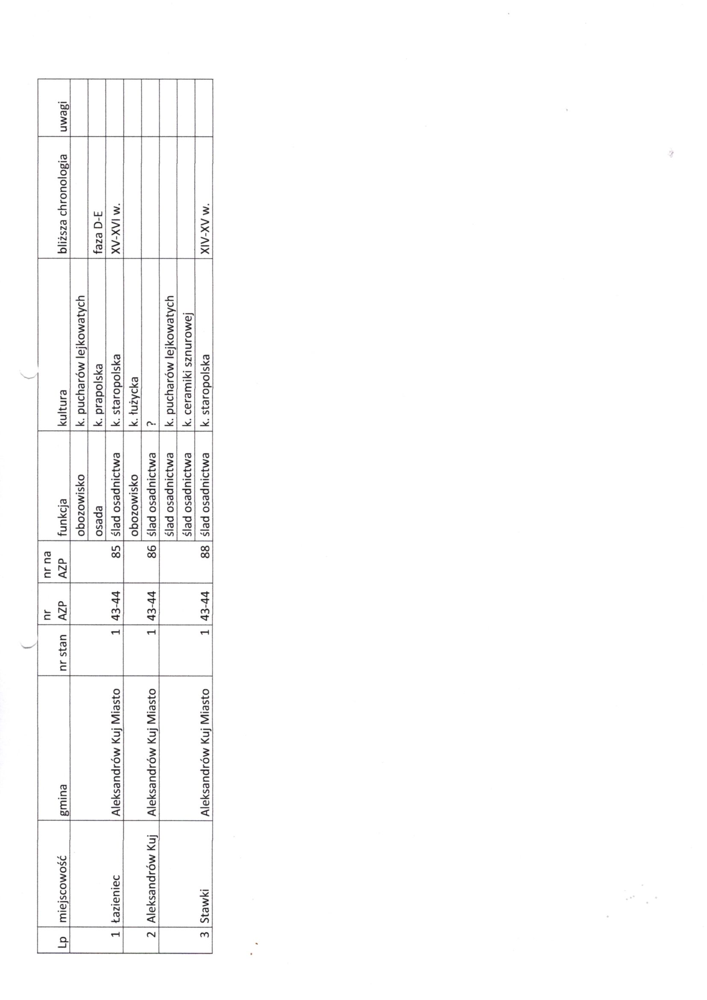 Lp miejscowość gmina nr stan nr AZP nr na AZP funkcja kultura bliższa chronologia uwagi
obozowisko k. pucharów lejkowatych
osada k. prapolska faza D-E
1 Łazieniec Aleksandrów Kuj Miasto 1 43-44 85 ślad osadnictwa k. staropolska XV-XVI w.
obozowisko k. łużycka
2 Aleksandrów Kuj Aleksandrów Kuj Miasto 1 43-44 86 ślad osadnictwa ?
ślad osadnictwa k. pucharów lejkowatych
ślad osadnictwa k. ceramiki sznurowej
3 Stawki Aleksandrów Kuj Miasto 1 43-44 88 ślad osadnictwa k. staropolska XIV-XV w.